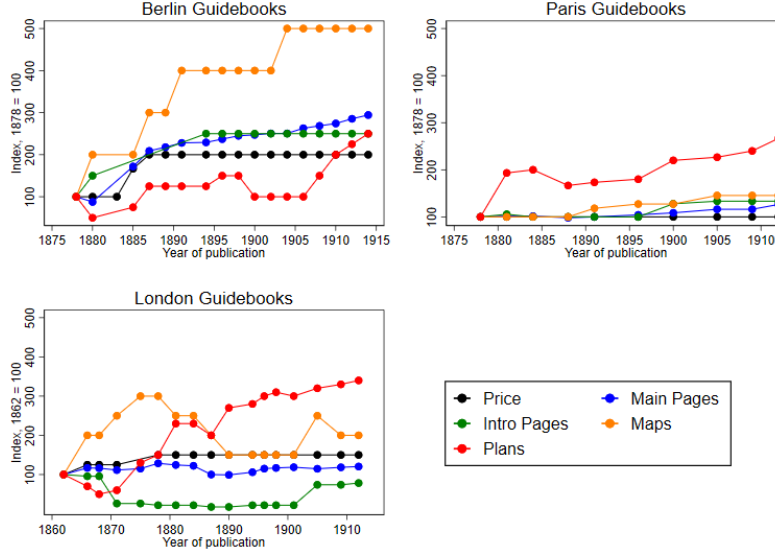 Berlin Guidebooks
Index, 1878 = 100
100 200 300 400 500
1875 1880 1885 1890 1895 1900 1905 1910 1915
Year of publication
Paris Guidebooks
Index, 1878 = 100
100 200 300 400 500
1875 1880 1885 1890 1895 1900 1905 1910
Year of publication
London Guidebooks
Index, 1862 = 100
100 200 300 400 500
1860 1870 1880 1890 1900 1910
Year of publication
Price
Intro Pages
Plans
Main Pages
Maps